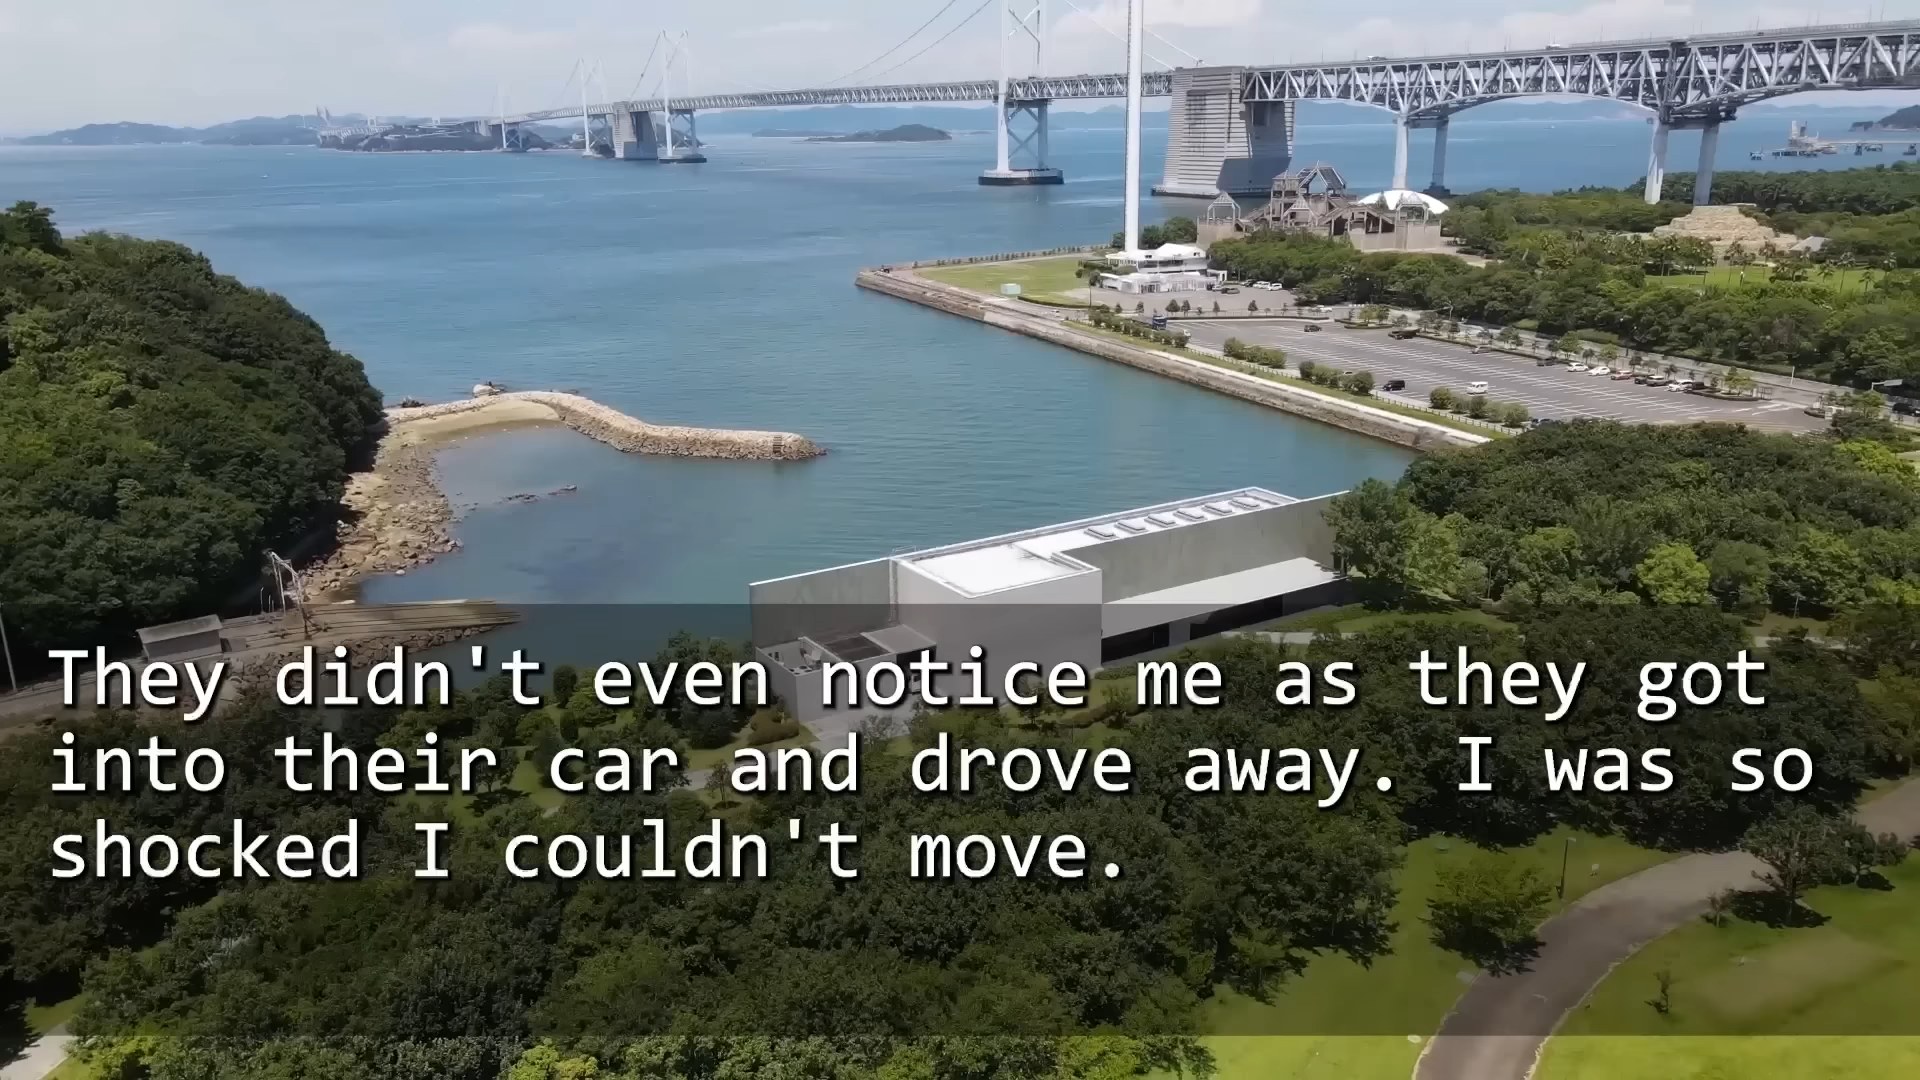 They didn't even notice me as they got
into their car and drove away. I was so
shocked I couldn't move.